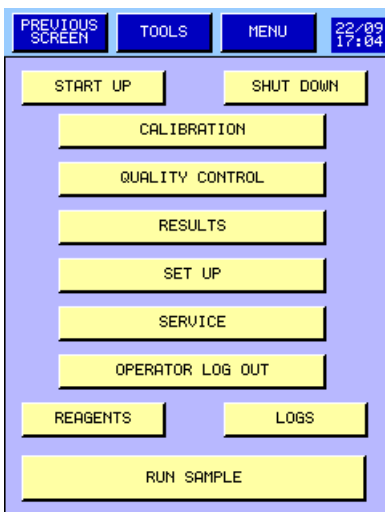 PREVIOUS
SCREEN
TOOLS
MENU
22/09
17:04
START UP
SHUT DOWN
CALIBRATION
QUALITY CONTROL
RESULTS
SET UP
SERVICE
OPERATOR LOG OUT
REAGENTS
LOGS
RUN SAMPLE